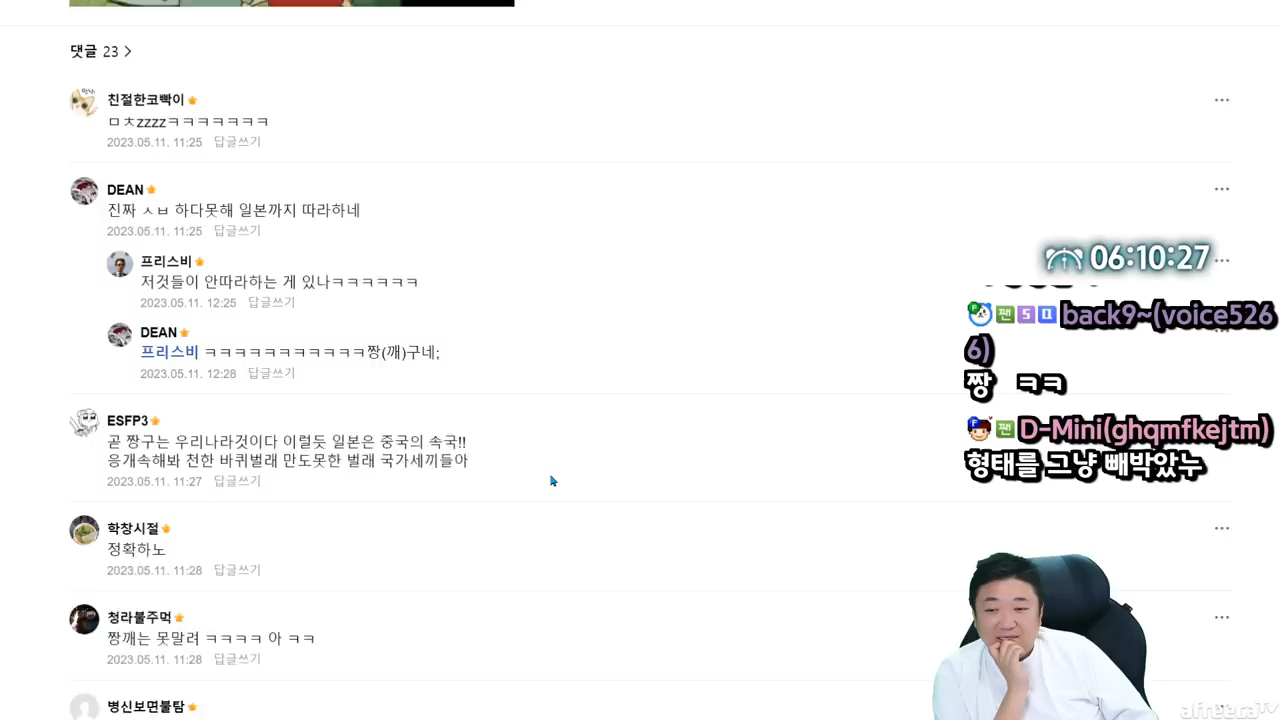 댓글 23 >
친절한코빡이
ㅁㅊzzzzㅋㅋㅋㅋㅋㅋㅋ
2023.05.11. 11:25 답글쓰기
DEAN
진짜 ㅅㅂ 하다못해 일본까지 따라하네
2023.05.11. 11:25 답글쓰기
프리스비
저것들이 안따라하는 게 있나ㅋㅋㅋㅋㅋㅋ
2023.05.11. 12:25 답글쓰기
DEAN
프리스비 ㅋㅋㅋㅋㅋㅋㅋㅋㅋㅋㅋ짱(깨)구네;
2023.05.11. 12:28 답글쓰기
ESFP3
곧 짱구는 우리나라것이다 이럴듯 일본은 중국의 속국!!
응개속해봐 천한 바퀴벌래 만도못햔 벌래 국가세끼들아
2023.05.11. 11:27 답글쓰기
학창시절
정확하노
2023.05.11. 11:28 답글쓰기
청라불주먹
짱깨는 못말려 ㅋㅋㅋㅋ 아 ㅋㅋ
2023.05.11. 11:28 답글쓰기
병신보면불탐
06:10:27
팬 S Q back9~(voice526
6)
짱 ㅋㅋ
팬 D-Mini(ghqmfkejtm)
형태를 그냥 빼박았누
afreecaTV